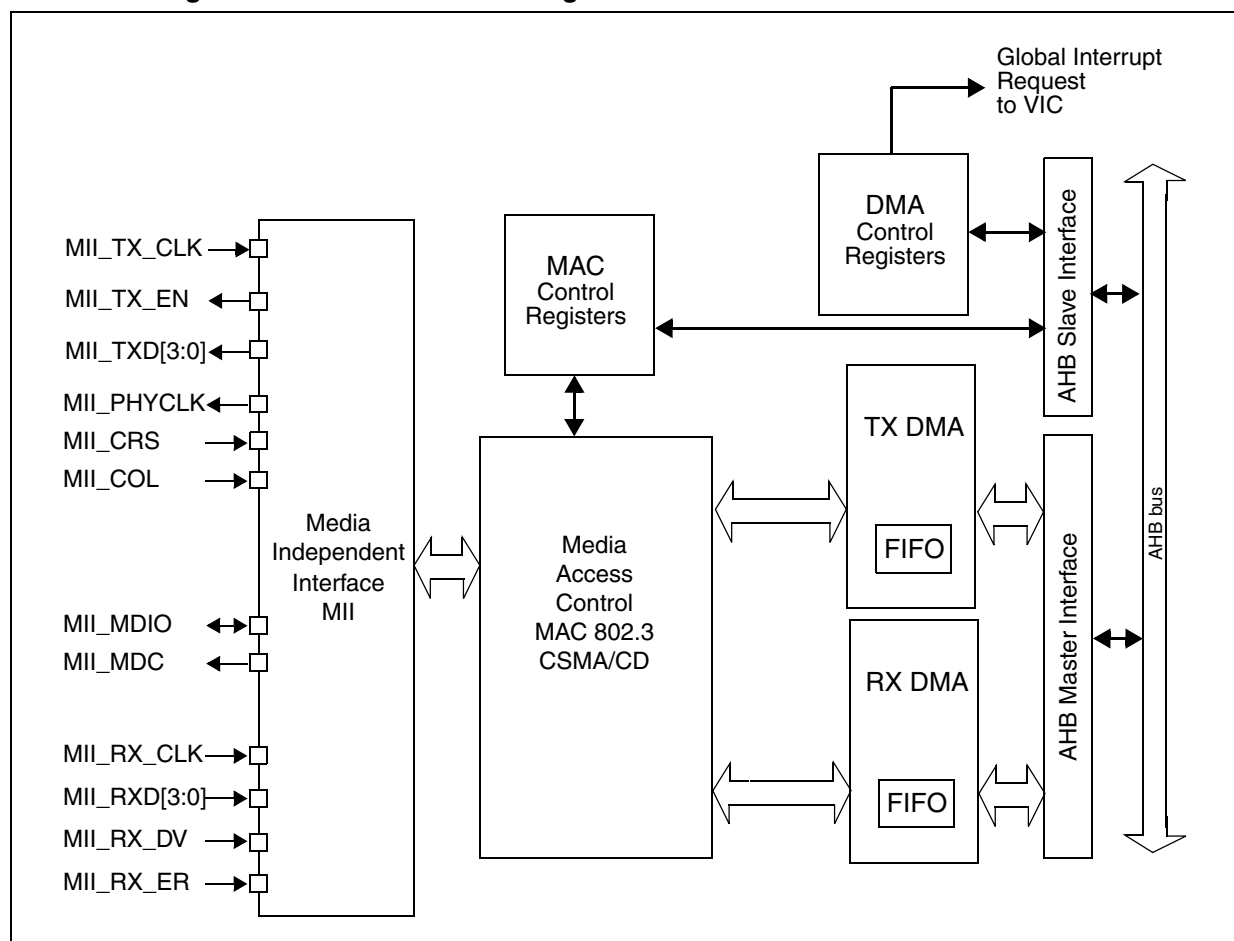 Global Interrupt
Request
to VIC
DMA
Control
Registers
AHB Slave Interface
MAC
Control
Registers
MII_TX_CLK
MII_TX_EN
MII_TXD[3:0]
MII_PHYCLK
MII_CRS
MII_COL
MII_MDIO
MII_MDC
MII_RX_CLK
MII_RXD[3:0]
MII_RX_DV
MII_RX_ER
Media
Independent
Interface
MII
Media
Access
Control
MAC 802.3
CSMA/CD
TX DMA
FIFO
RX DMA
FIFO
AHB Master Interface
AHB bus